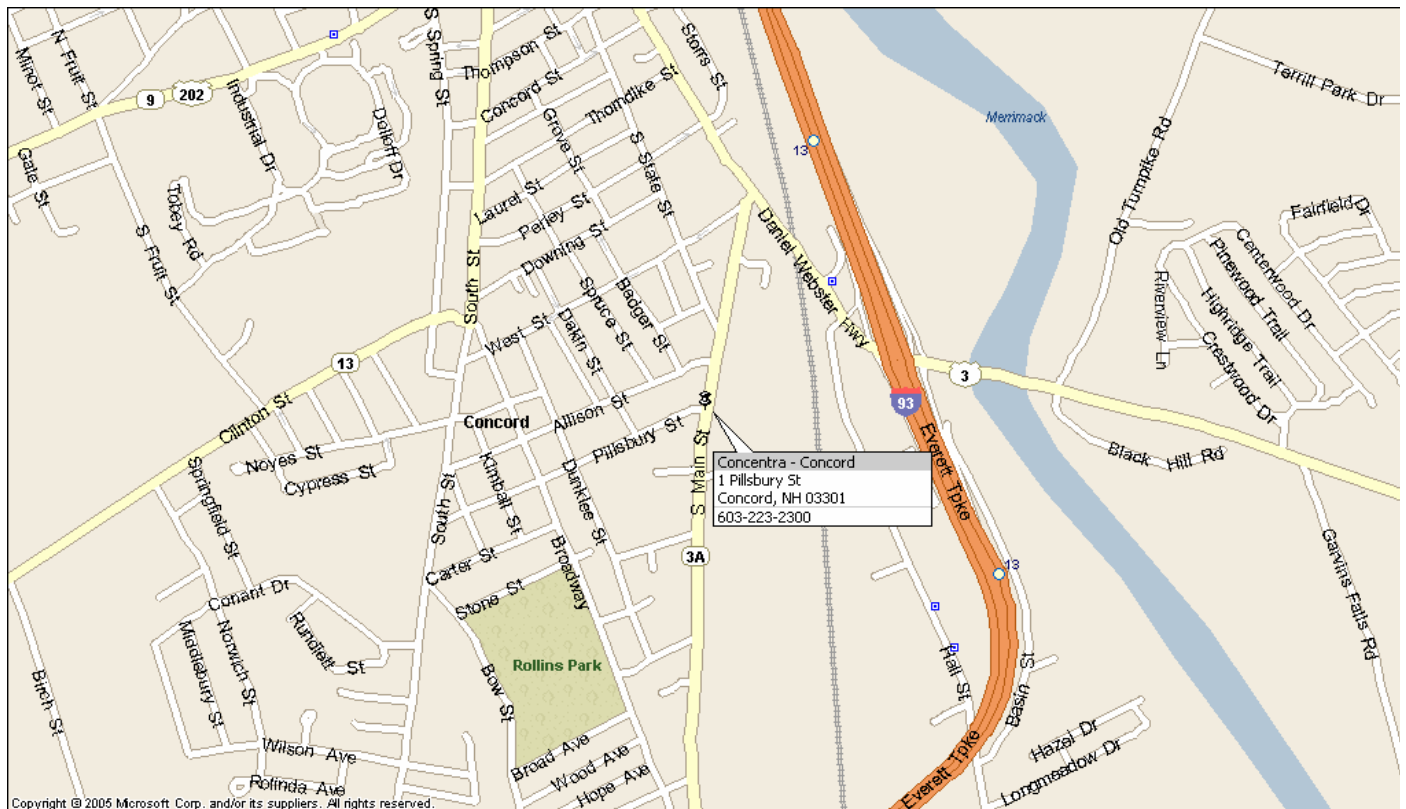 N Fruit St
Minot St
9
202
Industrial Dr
Dolloff Dr
Gale St
Tobey Rd
S Fruit St
S Spring St
Thompson St
Concord St
Thorndike St
Storrs St
Grove St
S State St
Laurel St
Perley St
Downing St
South St
West St
Dakin St
Spruce St
Badger St
Daniel Webster Hwy
13
Merrimack
Terrill Park Dr
Old Turnpike Rd
Fairfield Dr
Centerwood Dr
Pinewood Trail
Highridge Trail
Crestwood Dr
Riverview Ln
13
Clinton St
Concord
Allison St
Pillsbury St
Noyes St
Cypress St
Kimball St
Dunklee St
S Main St
3
93
Everett Tpke
Black Hill Rd
Concentra - Concord
1 Pillsbury St
Concord, NH 03301
603-223-2300
Springfield St
South St
Carter St
Stone St
Broadway
3A
13
Garvins Falls Rd
Conant Dr
Rundlett St
Norwich St
Middlebury St
Birch St
Rollins Park
Bow St
Hall St
Basin St
Wilson Ave
Rolinda Ave
Broad Ave
Wood Ave
Hope Ave
Everett Tpke
Hazel Dr
Longmeadow Dr
Copyright © 2005 Microsoft Corp. and/or its suppliers. All rights reserved.